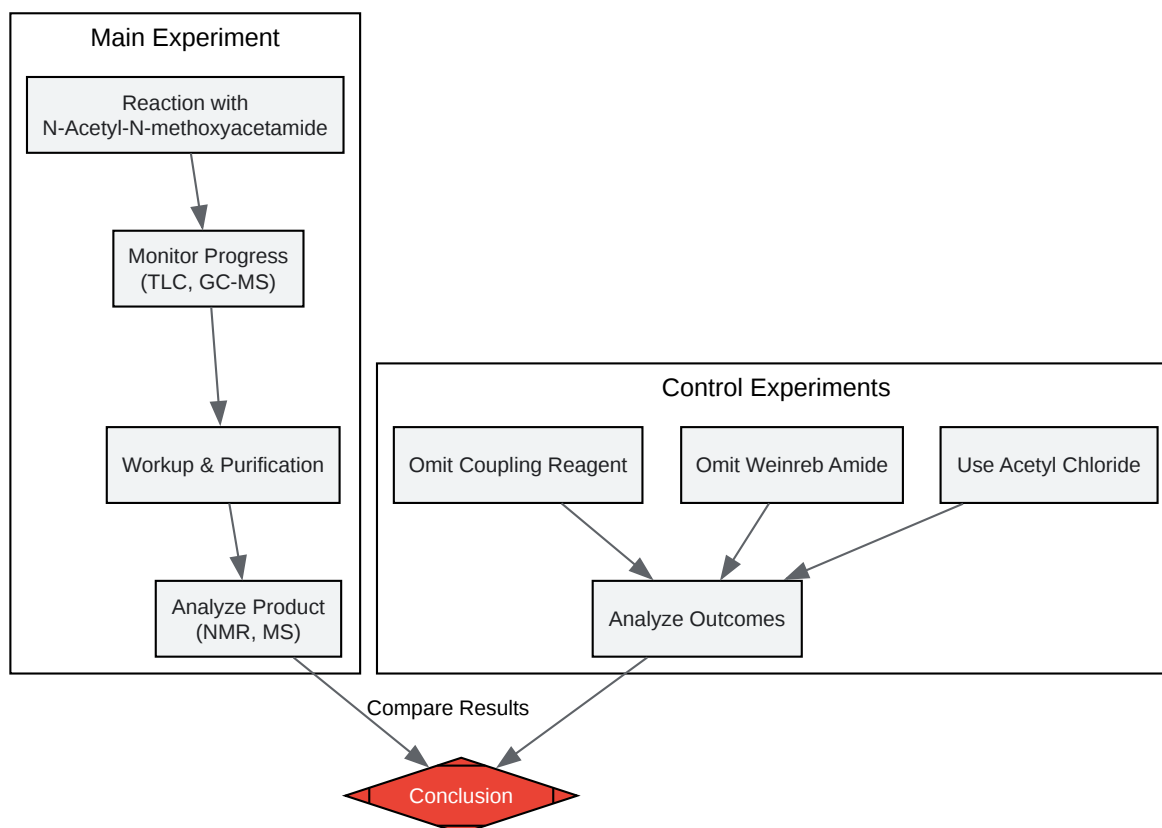 Main Experiment
Reaction with
N-Acetyl-N-methoxyacetamide
Monitor Progress
(TLC, GC-MS)
Workup & Purification
Analyze Product
(NMR, MS)
Control Experiments
Omit Coupling Reagent
Omit Weinreb Amide
Use Acetyl Chloride
Analyze Outcomes
Compare Results
Conclusion